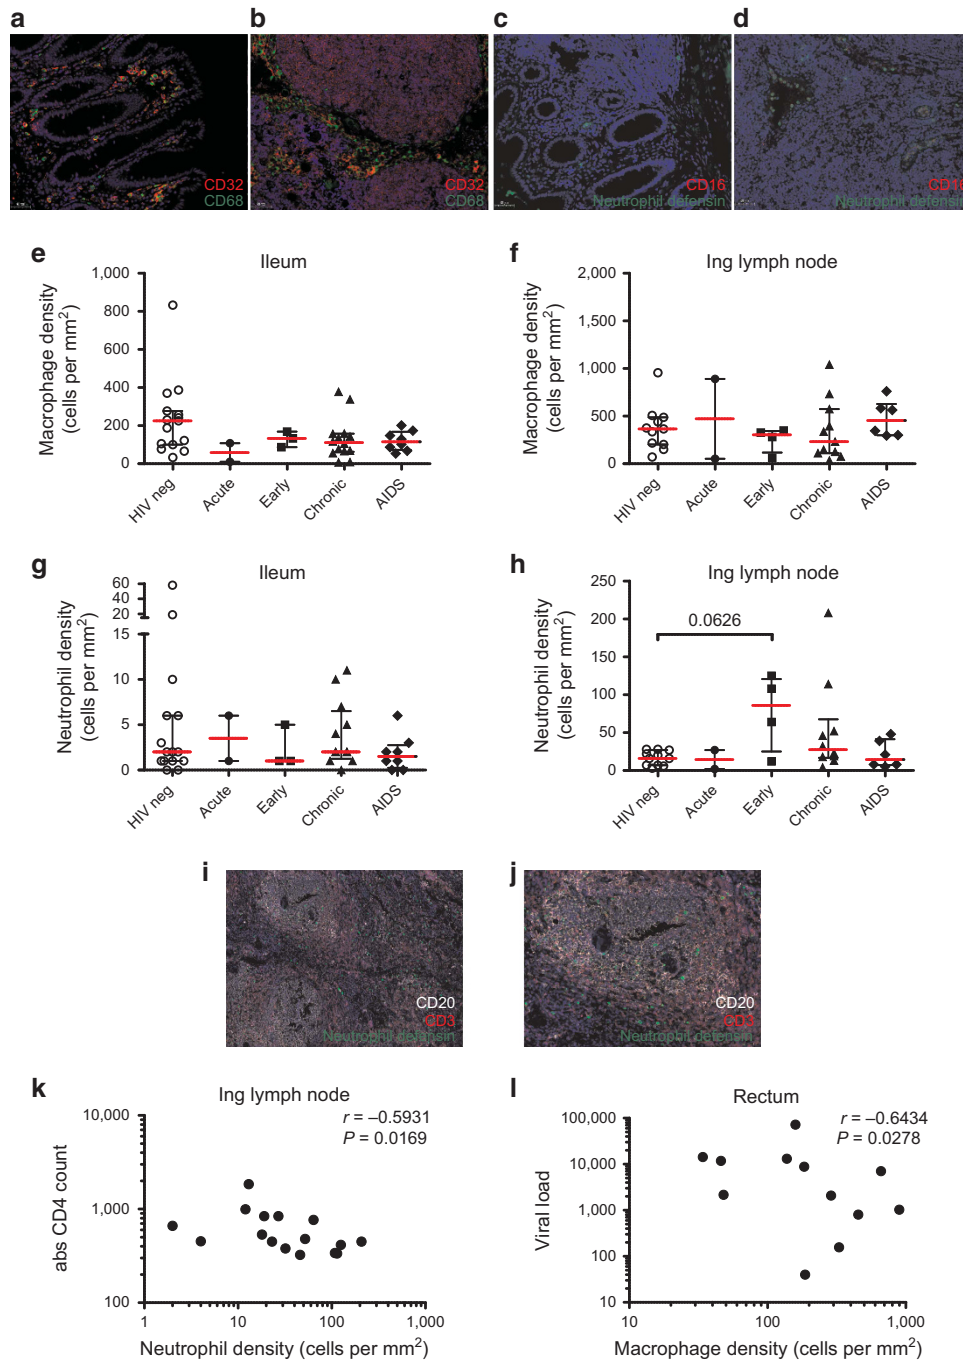 a
b
c
d
CD32
CD68
CD32
CD68
CD16
Neutrophil defensin
CD16
Neutrophil defensin
e
Ileum
Macrophage density
(cells per mm²)
1,000
800
600
400
200
0
HIV neg
Acute
Early
Chronic
AIDS
f
Ing lymph node
Macrophage density
(cells per mm²)
2,000
1,500
1,000
500
0
HIV neg
Acute
Early
Chronic
AIDS
g
Ileum
Neutrophil density
(cells per mm²)
60
40
20
15
10
5
0
HIV neg
Acute
Early
Chronic
AIDS
h
Ing lymph node
Neutrophil density
(cells per mm²)
250
200
150
100
50
0
0.0626
HIV neg
Acute
Early
Chronic
AIDS
i
CD20
CD3
Neutrophil defensin
j
CD20
CD3
Neutrophil defensin
k
Ing lymph node
r = –0.5931
P = 0.0169
abs CD4 count
10,000
1,000
100
1
10
100
1,000
Neutrophil density (cells per mm²)
l
Rectum
r = –0.6434
P = 0.0278
Viral load
100,000
10,000
1,000
100
10
10
100
1,000
Macrophage density (cells per mm²)